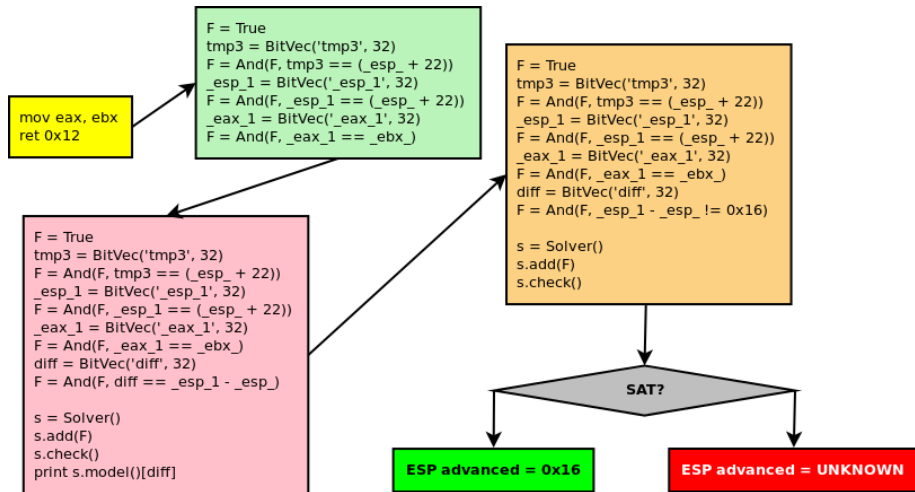 mov eax, ebx
ret 0x12
F = True
tmp3 = BitVec('tmp3', 32)
F = And(F, tmp3 == (_esp_ + 22))
_esp_1 = BitVec('_esp_1', 32)
F = And(F, _esp_1 == (_esp_ + 22))
_eax_1 = BitVec('_eax_1', 32)
F = And(F, _eax_1 == _ebx_)
F = True
tmp3 = BitVec('tmp3', 32)
F = And(F, tmp3 == (_esp_ + 22))
_esp_1 = BitVec('_esp_1', 32)
F = And(F, _esp_1 == (_esp_ + 22))
_eax_1 = BitVec('_eax_1', 32)
F = And(F, _eax_1 == _ebx_)
diff = BitVec('diff', 32)
F = And(F, diff == _esp_1 - _esp_)
s = Solver()
s.add(F)
s.check()
print s.model()[diff]
F = True
tmp3 = BitVec('tmp3', 32)
F = And(F, tmp3 == (_esp_ + 22))
_esp_1 = BitVec('_esp_1', 32)
F = And(F, _esp_1 == (_esp_ + 22))
_eax_1 = BitVec('_eax_1', 32)
F = And(F, _eax_1 == _ebx_)
diff = BitVec('diff', 32)
F = And(F, _esp_1 - _esp_ != 0x16)
s = Solver()
s.add(F)
s.check()
SAT?
ESP advanced = 0x16
ESP advanced = UNKNOWN